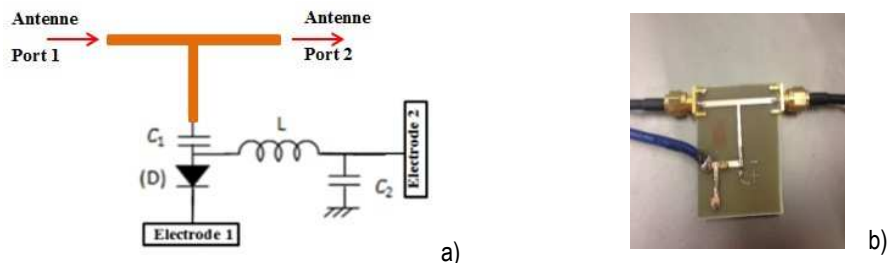 Antenne
Port 1
Antenne
Port 2
C1
L
(D)
C2
Electrode 2
Electrode 1
a)
b)